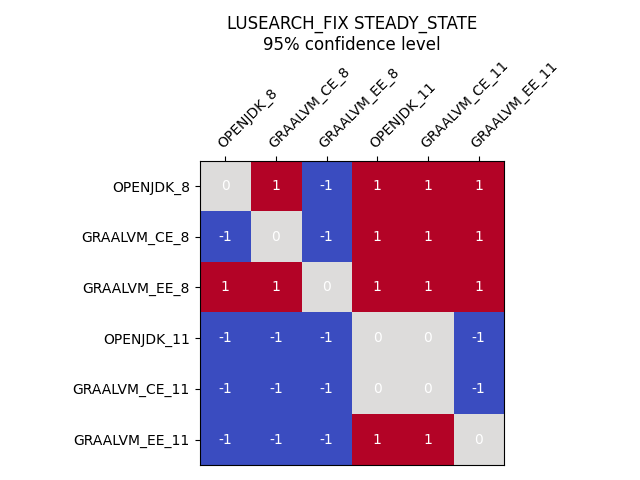 LUSEARCH_FIX STEADY_STATE
95% confidence level
OPENJDK_8 GRAALVM_CE_8 GRAALVM_EE_8 OPENJDK_11 GRAALVM_CE_11 GRAALVM_EE_11
OPENJDK_8 0 1 -1 1 1 1
GRAALVM_CE_8 -1 0 -1 1 1 1
GRAALVM_EE_8 1 1 0 1 1 1
OPENJDK_11 -1 -1 -1 0 0 -1
GRAALVM_CE_11 -1 -1 -1 0 0 -1
GRAALVM_EE_11 -1 -1 -1 1 1 0